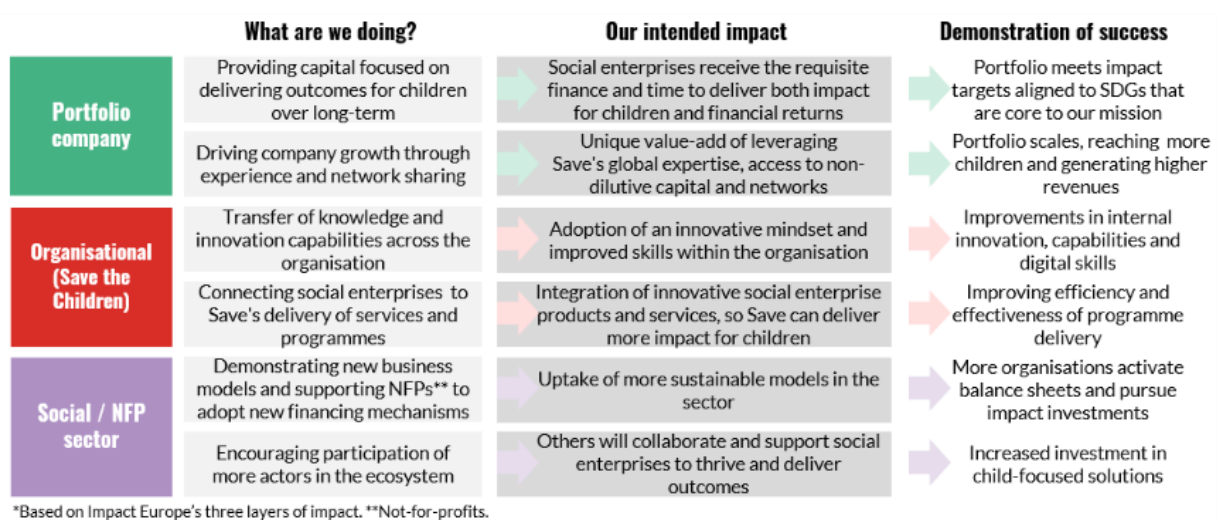 What are we doing?
Our intended impact
Demonstration of success
Portfolio
company
Providing capital focused on
delivering outcomes for children
over long-term
Social enterprises receive the requisite
finance and time to deliver both impact
for children and financial returns
Portfolio meets impact
targets aligned to SDGs that
are core to our mission
Driving company growth through
experience and network sharing
Unique value-add of leveraging
Save's global expertise, access to non-
dilutive capital and networks
Portfolio scales, reaching more
children and generating higher
revenues
Organisational
(Save the
Children)
Transfer of knowledge and
innovation capabilities across the
organisation
Adoption of an innovative mindset and
improved skills within the organisation
Improvements in internal
innovation, capabilities and
digital skills
Connecting social enterprises to
Save's delivery of services and
programmes
Integration of innovative social enterprise
products and services, so Save can deliver
more impact for children
Improving efficiency and
effectiveness of programme
delivery
Social / NFP
sector
Demonstrating new business
models and supporting NFPs** to
adopt new financing mechanisms
Uptake of more sustainable models in the
sector
More organisations activate
balance sheets and pursue
impact investments
Encouraging participation of
more actors in the ecosystem
Others will collaborate and support social
enterprises to thrive and deliver
outcomes
Increased investment in
child-focused solutions
*Based on Impact Europe's three layers of impact. **Not-for-profits.